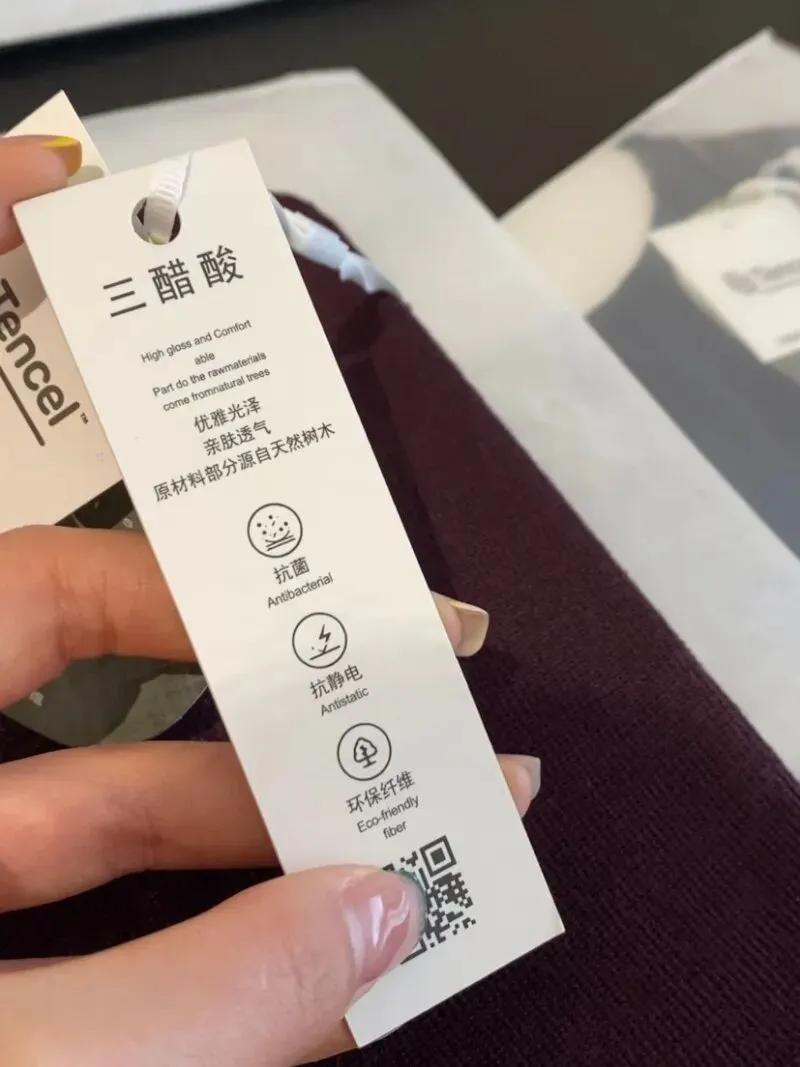 三醋酸
High gloss and Comfort
able
Part do the rawmaterials
come fromnatural trees
优雅光泽
亲肤透气
原材料部分源自天然树木
抗菌
Antibacterial
抗静电
Antistatic
环保纤维
Eco-friendly
fiber
Tencel™